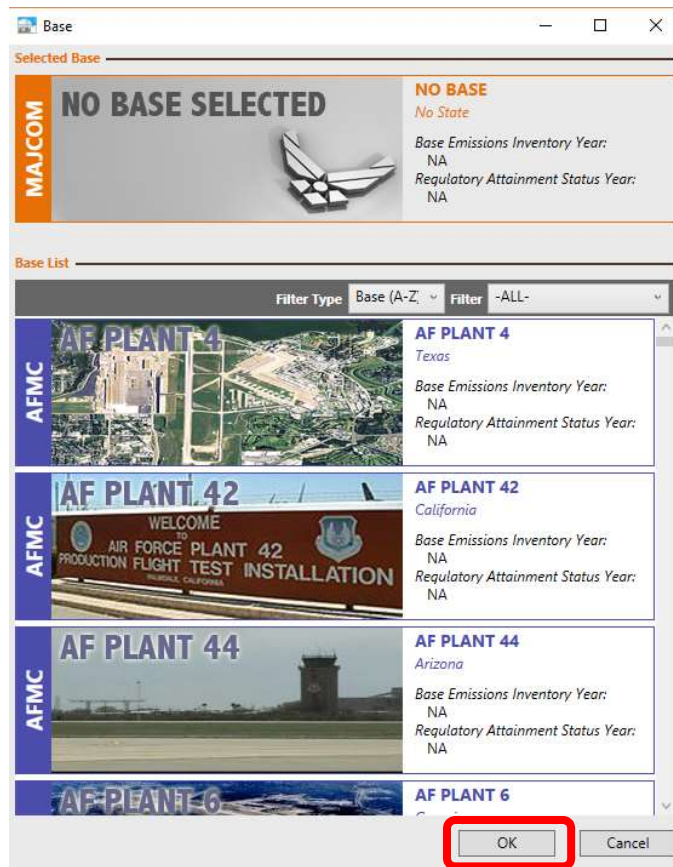 Base
Selected Base
MAJCOM
NO BASE SELECTED
NO BASE
No State
Base Emissions Inventory Year:
NA
Regulatory Attainment Status Year:
NA
Base List
Filter Type Base (A-Z) Filter -ALL-
AFMC
AF PLANT 4
AF PLANT 4
Texas
Base Emissions Inventory Year:
NA
Regulatory Attainment Status Year:
NA
AFMC
AF PLANT 42
WELCOME
TO
AIR FORCE PLANT 42
PRODUCTION FLIGHT TEST INSTALLATION
PALMDALE, CALIFORNIA
AF PLANT 42
California
Base Emissions Inventory Year:
NA
Regulatory Attainment Status Year:
NA
AFMC
AF PLANT 44
AF PLANT 44
Arizona
Base Emissions Inventory Year:
NA
Regulatory Attainment Status Year:
NA
AF PLANT 6
AF PLANT 6
OK
Cancel